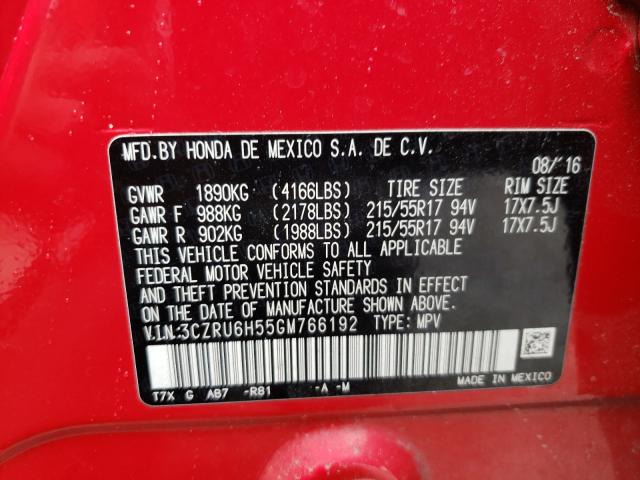 MFD.BY HONDA DE MEXICO S.A. DE C.V.
08/'16
GVWR 1890KG (4166LBS) TIRE SIZE RIM SIZE
GAWR F 988KG (2178LBS) 215/55R17 94V 17X7.5J
GAWR R 902KG (1988LBS) 215/55R17 94V 17X7.5J
THIS VEHICLE CONFORMS TO ALL APPLICABLE
FEDERAL MOTOR VEHICLE SAFETY
AND THEFT PREVENTION STANDARDS IN EFFECT
ON THE DATE OF MANUFACTURE SHOWN ABOVE.
V.I.N.:3CZRU6H55GM766192 TYPE: MPV
T7X G AB7 -R81 -A -M
MADE IN MEXICO